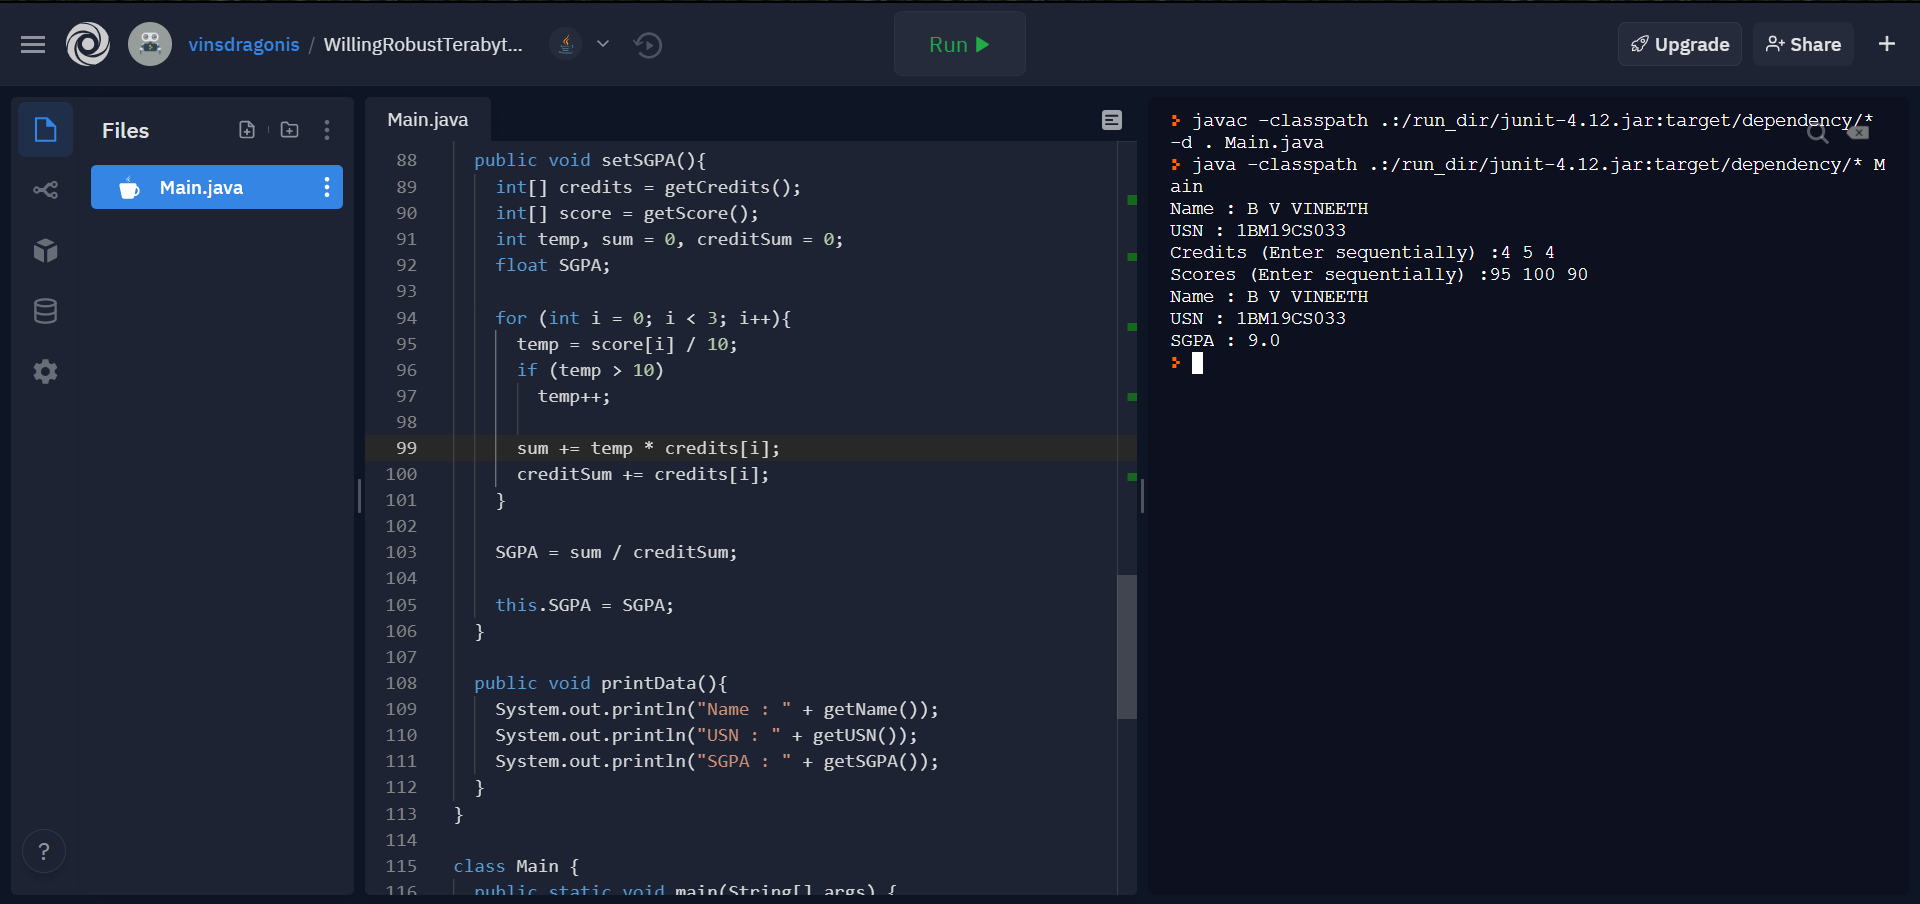 vinsdragonis / WillingRobustTerabyt...
Run
Upgrade
Share
Files
Main.java
Main.java
88 public void setSGPA(){
89 int[] credits = getCredits();
90 int[] score = getScore();
91 int temp, sum = 0, creditSum = 0;
92 float SGPA;
93
94 for (int i = 0; i < 3; i++){
95 temp = score[i] / 10;
96 if (temp > 10)
97 temp++;
98
99 sum += temp * credits[i];
100 creditSum += credits[i];
101 }
102
103 SGPA = sum / creditSum;
104
105 this.SGPA = SGPA;
106 }
107
108 public void printData(){
109 System.out.println("Name : " + getName());
110 System.out.println("USN : " + getUSN());
111 System.out.println("SGPA : " + getSGPA());
112 }
113 }
114
115 class Main {
116 public static void main(String[] args) {
?
javac -classpath .:/run_dir/junit-4.12.jar:target/dependency/*
-d . Main.java
java -classpath .:/run_dir/junit-4.12.jar:target/dependency/* M
ain
Name : B V VINEETH
USN : 1BM19CS033
Credits (Enter sequentially) :4 5 4
Scores (Enter sequentially) :95 100 90
Name : B V VINEETH
USN : 1BM19CS033
SGPA : 9.0